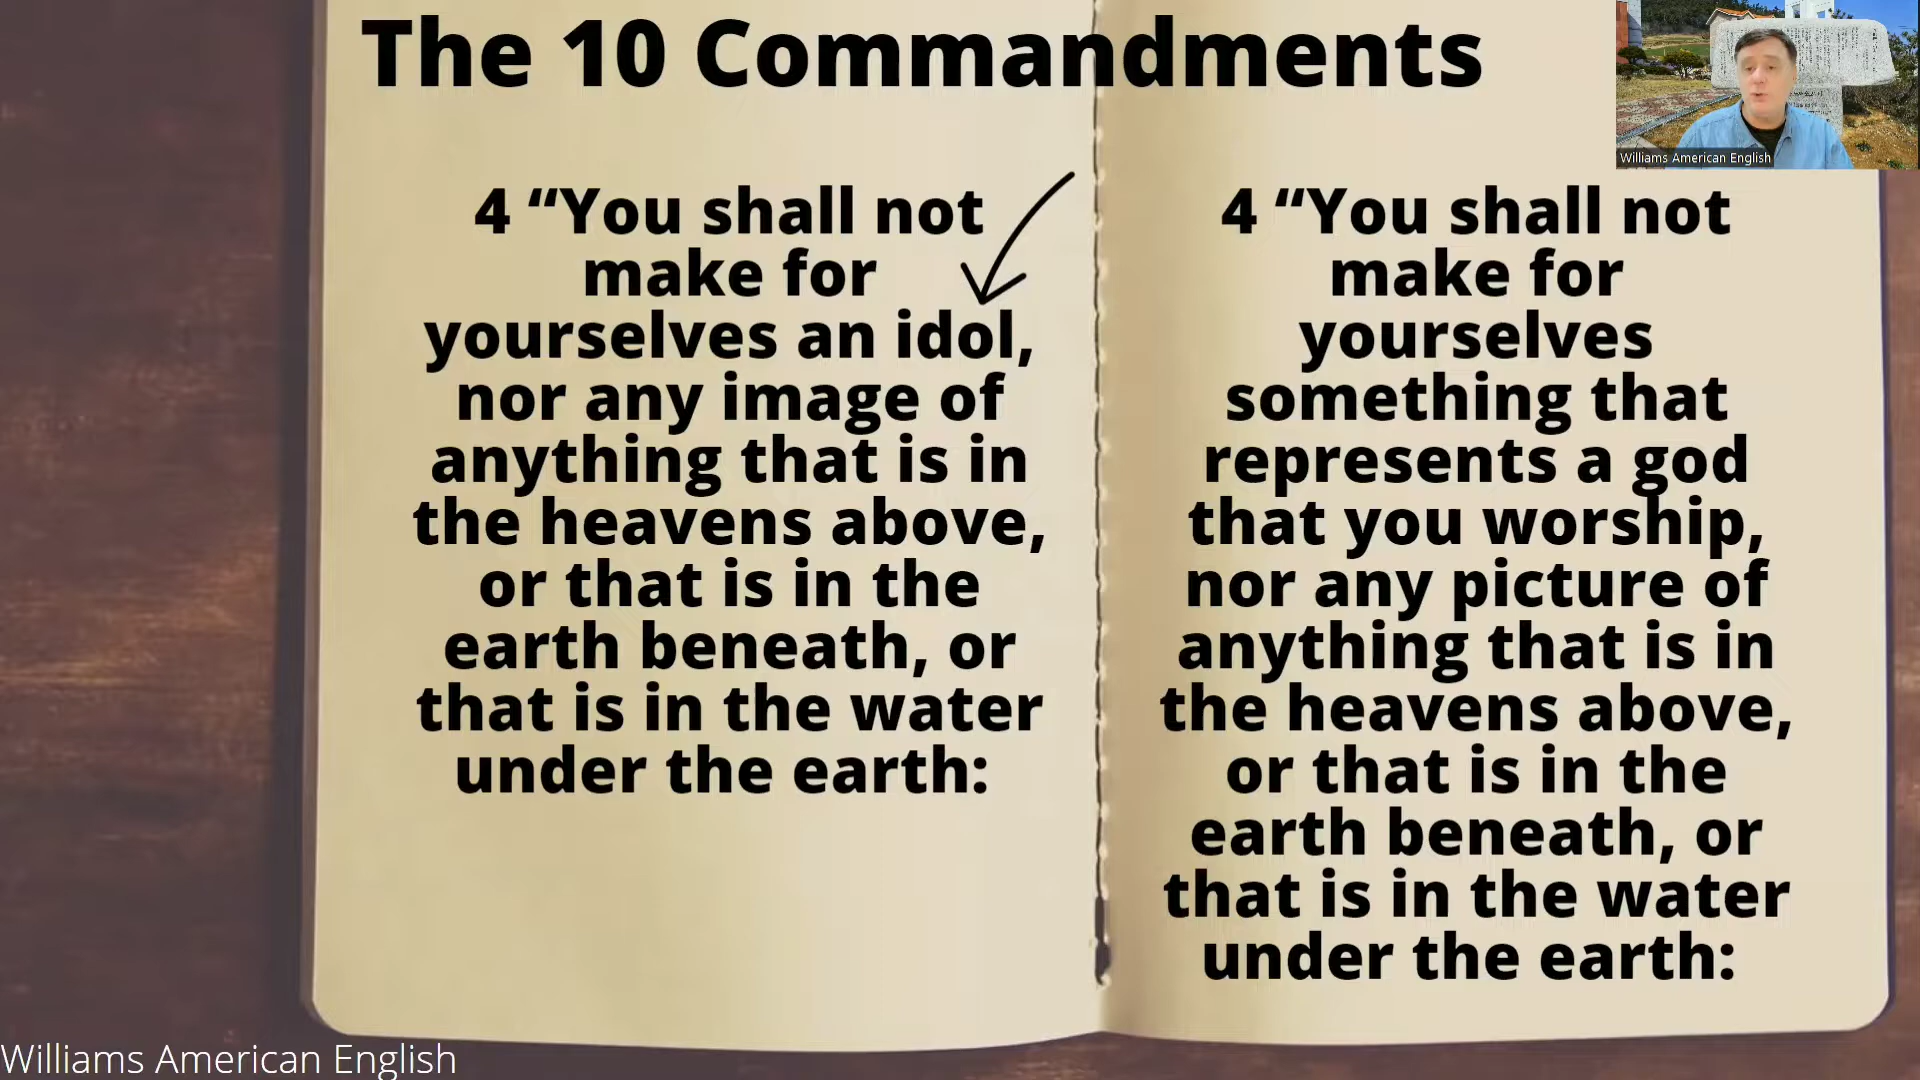 The 10 Commandments
4 “You shall not
make for
yourselves an idol,
nor any image of
anything that is in
the heavens above,
or that is in the
earth beneath, or
that is in the water
under the earth:
4 “You shall not
make for
yourselves
something that
represents a god
that you worship,
nor any picture of
anything that is in
the heavens above,
or that is in the
earth beneath, or
that is in the water
under the earth:
Williams American English
Williams American English